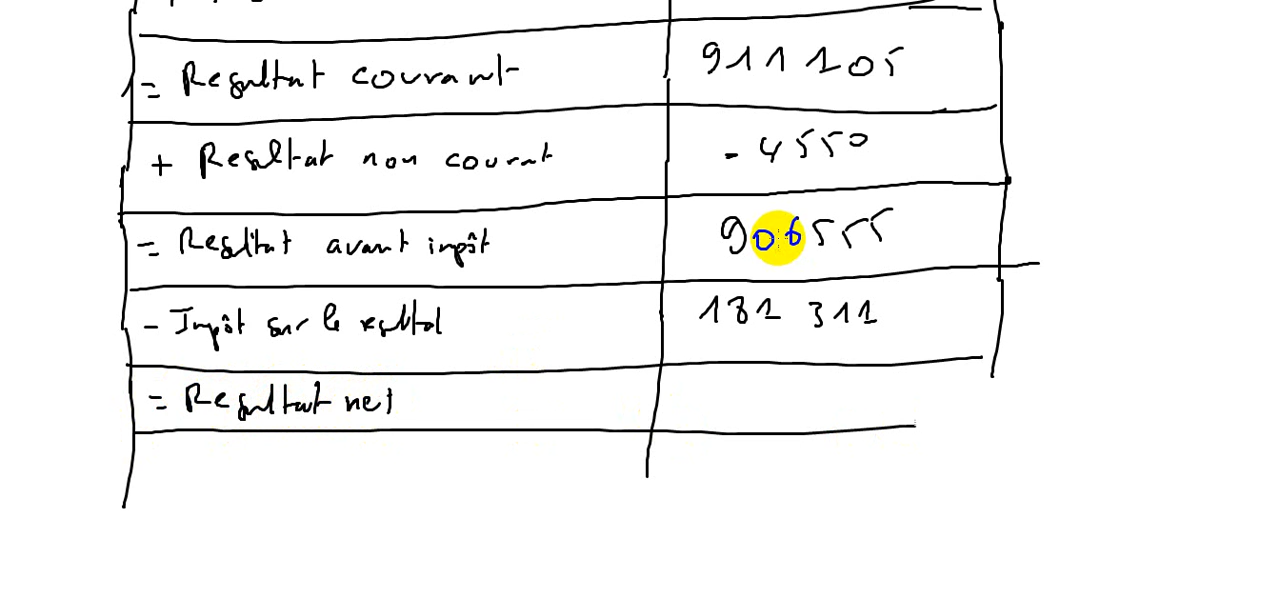 = Resultat courant 911 105
+ Resultat non courant - 4550
= Resultat avant impôt 906555
- Impôt sur le resultat 181 311
= Resultat net